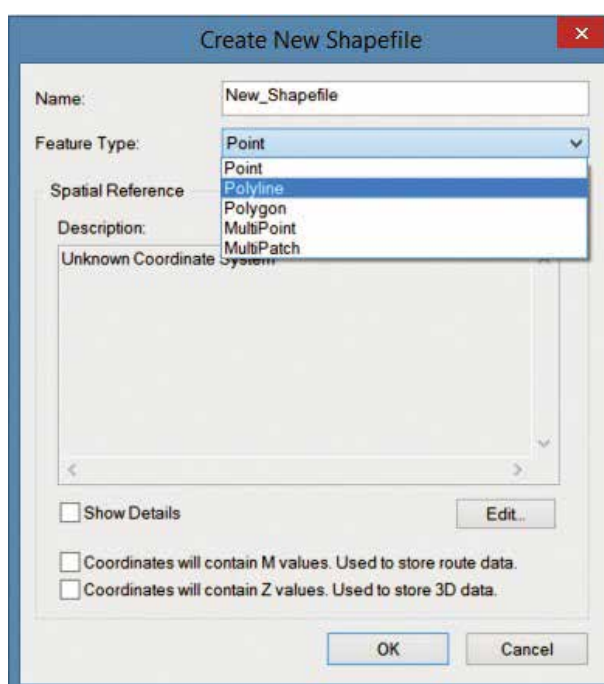 Create New Shapefile
Name:
New_Shapefile
Feature Type:
Point
Point
Polyline
Polygon
MultiPoint
MultiPatch
Spatial Reference
Description:
Unknown Coordinate System
Show Details
Edit...
Coordinates will contain M values. Used to store route data.
Coordinates will contain Z values. Used to store 3D data.
OK
Cancel